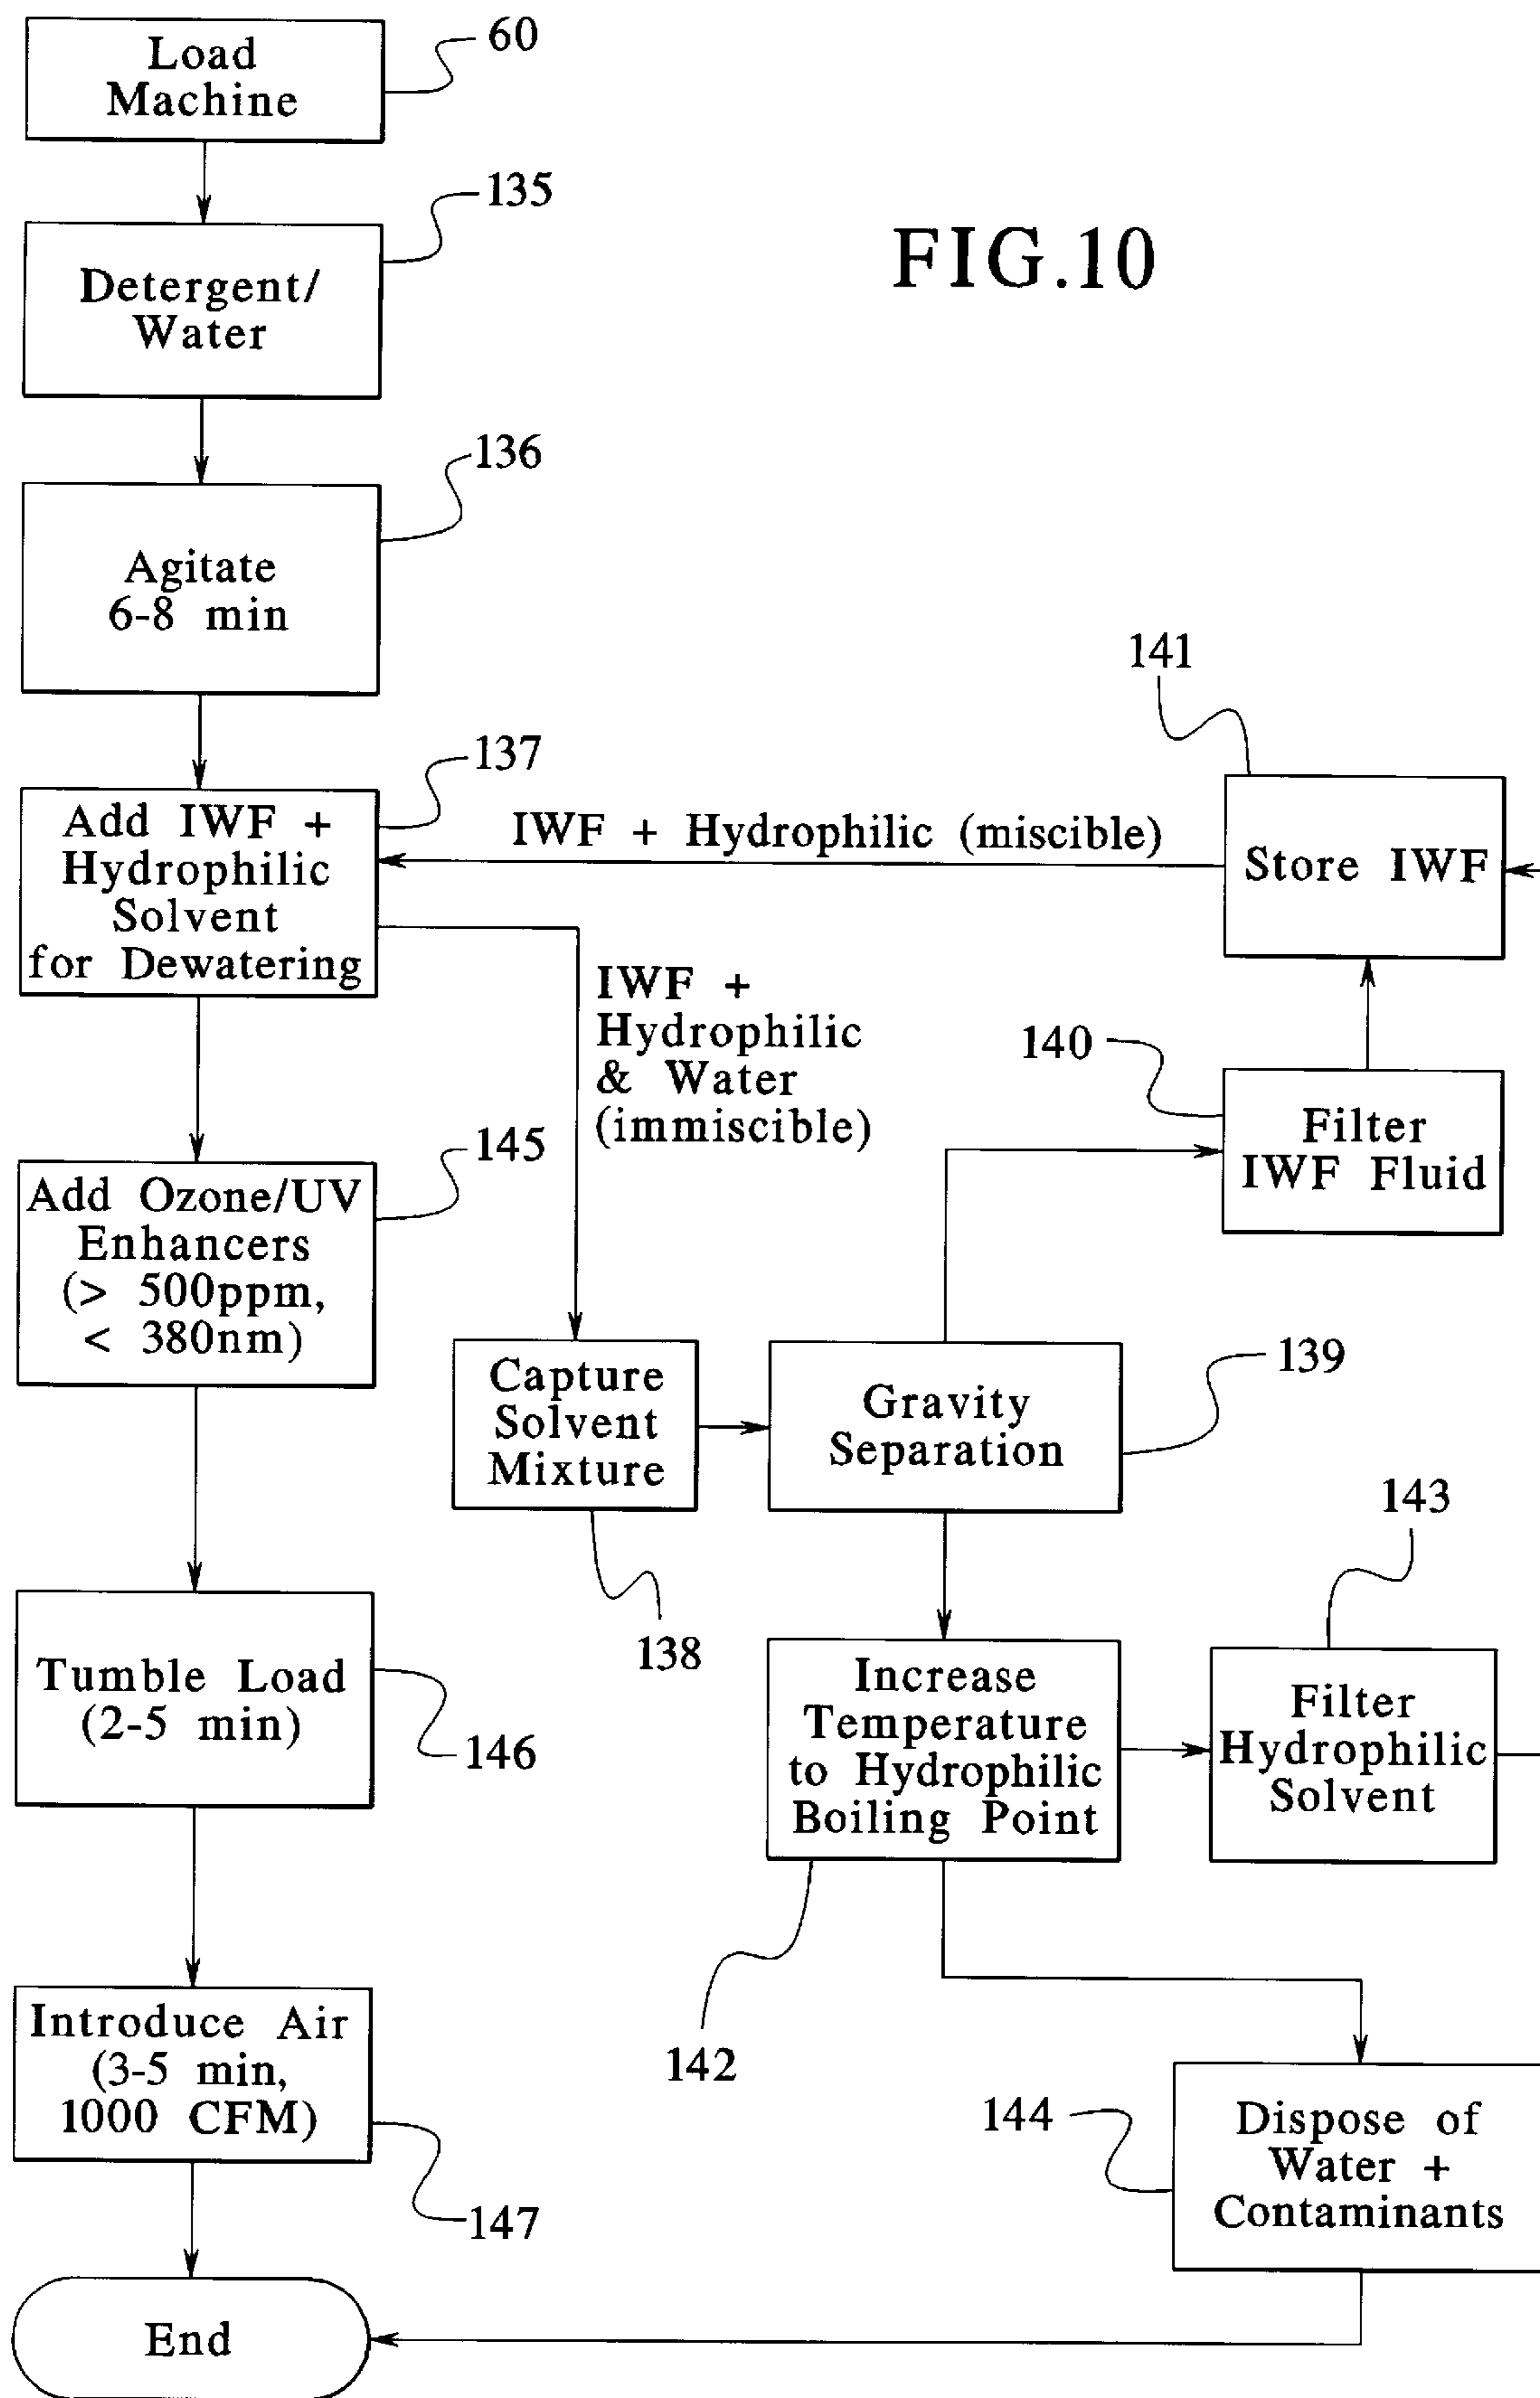 Load
Machine
60
135
FIG.10
Detergent/
Water
136
Agitate
6-8 min
137
Add IWF +
Hydrophilic
Solvent
for Dewatering
IWF + Hydrophilic (miscible)
141
Store IWF
IWF +
Hydrophilic
& Water
(immiscible)
140
Filter
IWF Fluid
145
Add Ozone/UV
Enhancers
(> 500ppm,
< 380nm)
Capture
Solvent
Mixture
138
Gravity
Separation
139
143
Tumble Load
(2-5 min)
146
Increase
Temperature
to Hydrophilic
Boiling Point
142
Filter
Hydrophilic
Solvent
Introduce Air
(3-5 min,
1000 CFM)
147
144
Dispose of
Water +
Contaminants
End